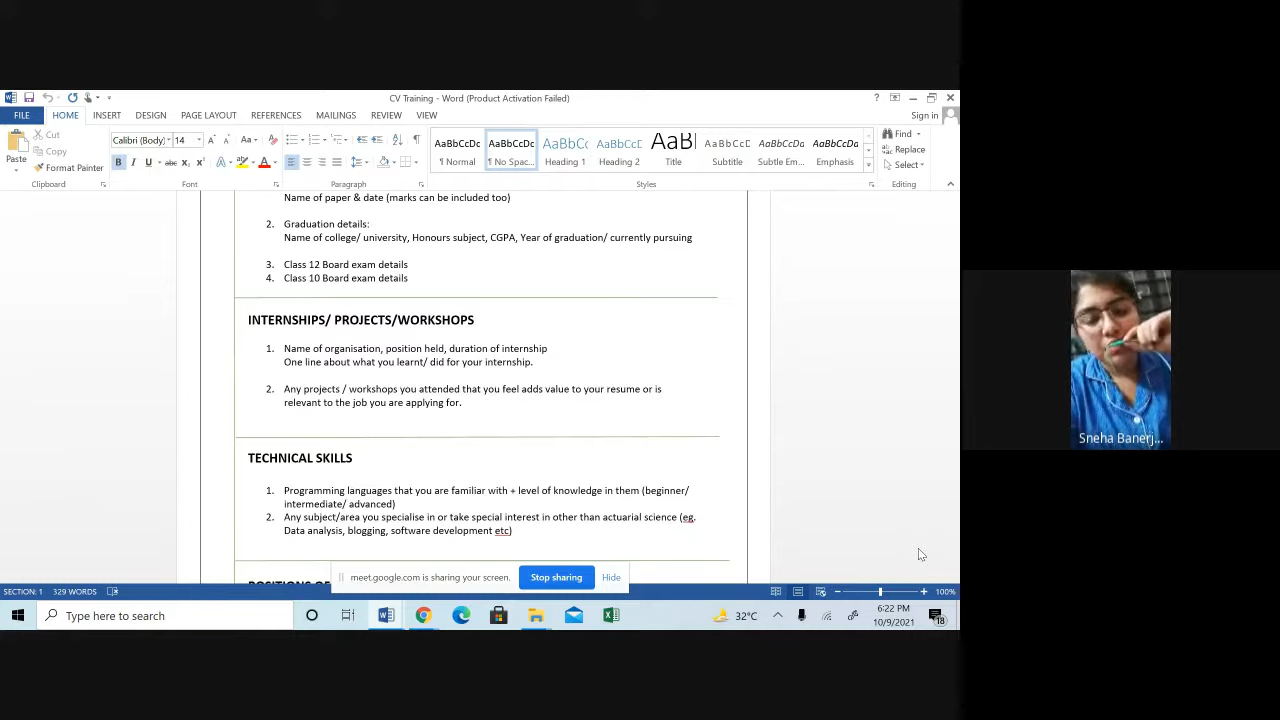 CV Training - Word (Product Activation Failed)
?
Sign in
FILE HOME INSERT DESIGN PAGE LAYOUT REFERENCES MAILINGS REVIEW VIEW
Paste
Cut
Copy
Format Painter
Calibri (Body) 14
AaBbCcDc AaBbCcDc AaBbCc AaBbCcD AaB AaBbCcD AaBbCcDa AaBbCcDa
¶ Normal ¶ No Spac... Heading 1 Heading 2 Title Subtitle Subtle Em... Emphasis
Find
Replace
Select
Clipboard Font Paragraph Styles Editing
Name of paper & date (marks can be included too)
2. Graduation details:
Name of college/ university, Honours subject, CGPA, Year of graduation/ currently pursuing
3. Class 12 Board exam details
4. Class 10 Board exam details
INTERNSHIPS/ PROJECTS/WORKSHOPS
1. Name of organisation, position held, duration of internship
One line about what you learnt/ did for your internship.
2. Any projects / workshops you attended that you feel adds value to your resume or is
relevant to the job you are applying for.
TECHNICAL SKILLS
1. Programming languages that you are familiar with + level of knowledge in them (beginner/
intermediate/ advanced)
2. Any subject/area you specialise in or take special interest in other than actuarial science (eg.
Data analysis, blogging, software development etc)
POSITIONS OF
meet.google.com is sharing your screen. Stop sharing Hide
SECTION: 1 329 WORDS 100%
Type here to search
32°C
6:22 PM
10/9/2021
18
Sneha Banerj...